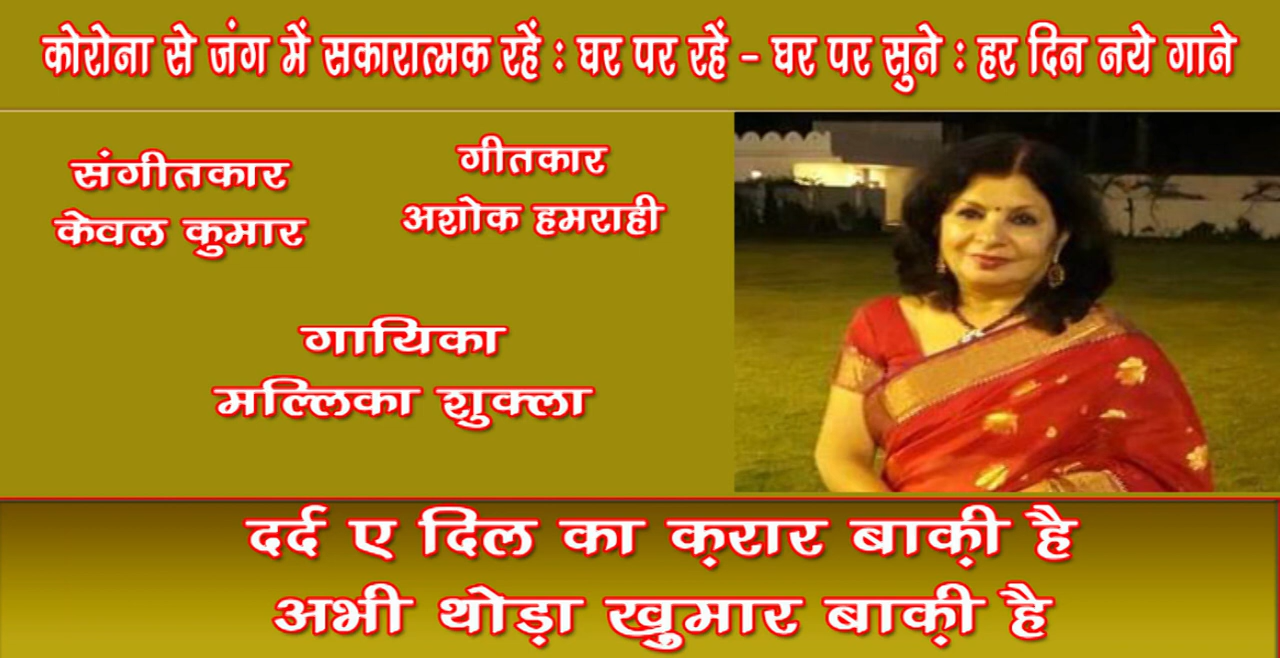 कोरोना से जंग में सकारात्मक रहें : घर पर रहें - घर पर सुने : हर दिन नये गाने
संगीतकार
केवल कुमार
गीतकार
अशोक हमराही
गायिका
मल्लिका शुक्ला
दर्द ए दिल का क़रार बाक़ी है
अभी थोड़ा खुमार बाक़ी है